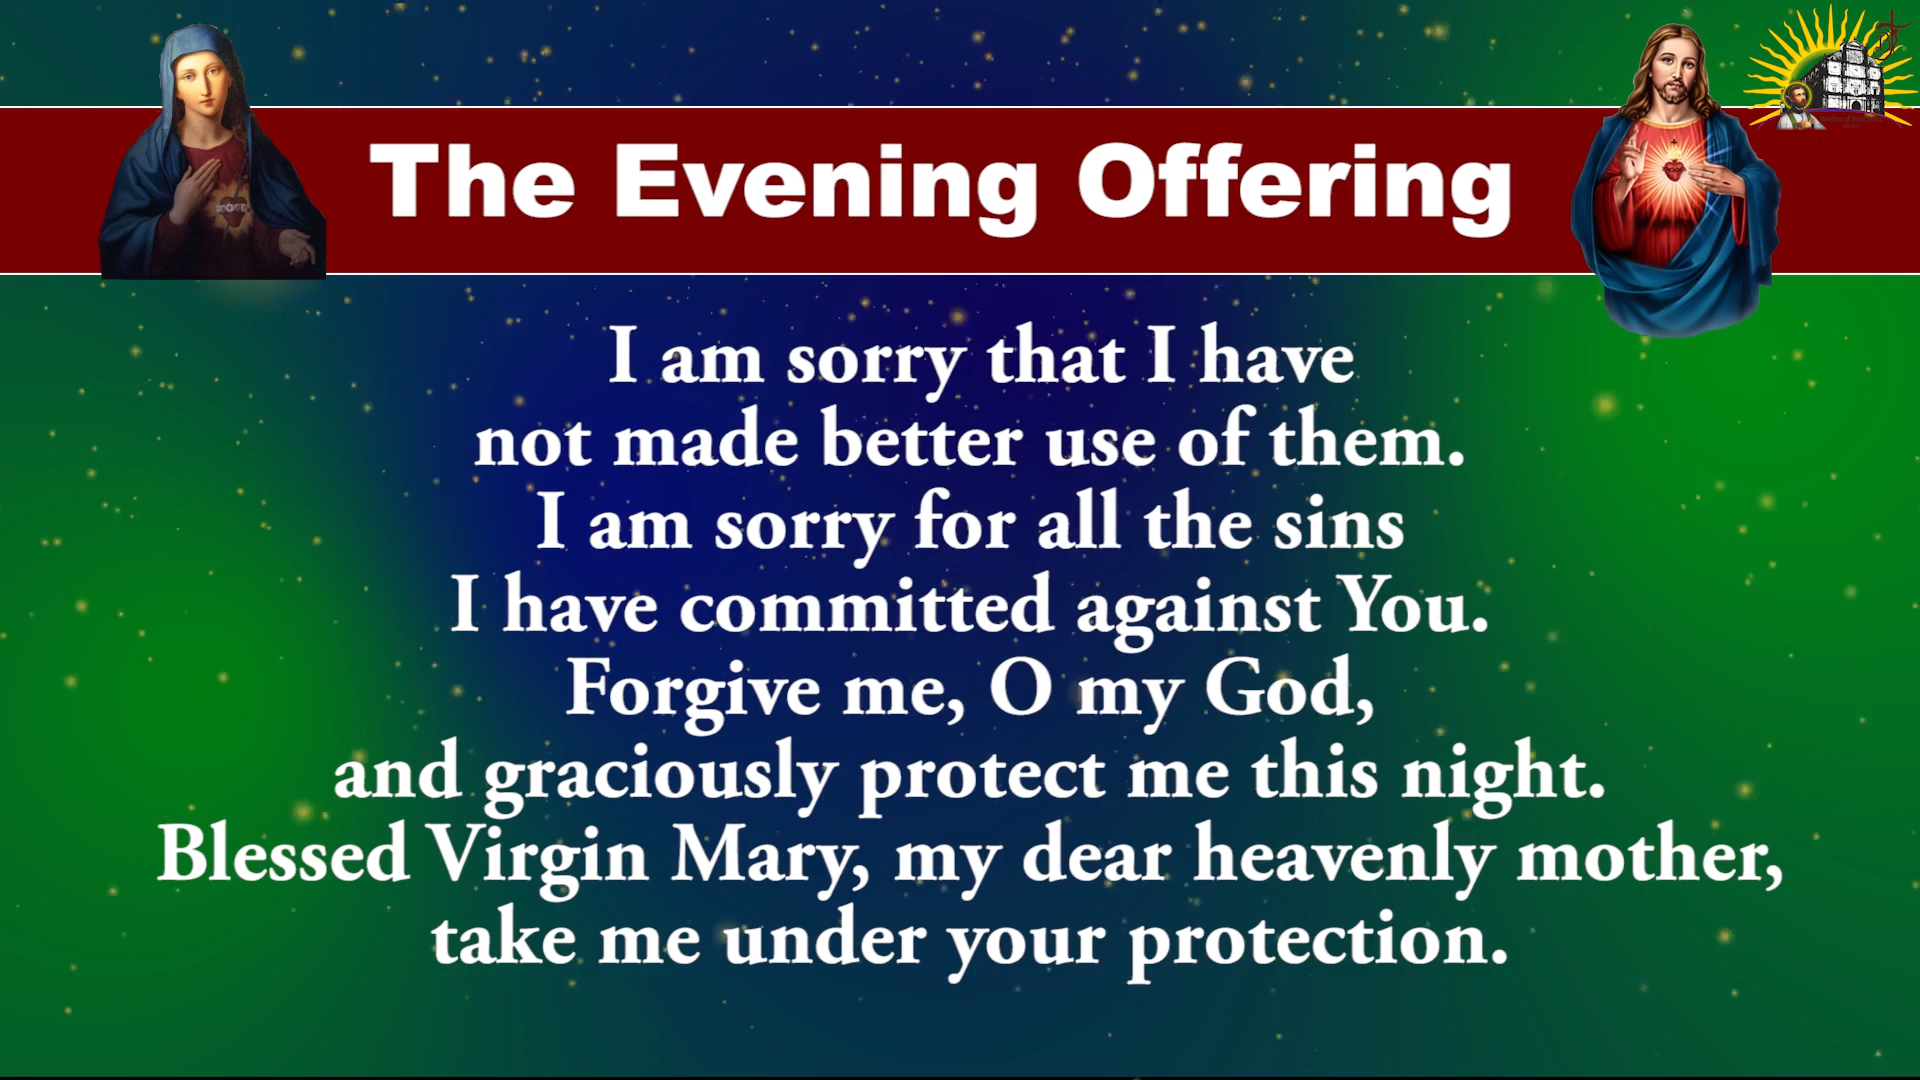 The Evening Offering
I am sorry that I have
not made better use of them.
I am sorry for all the sins
I have committed against You.
Forgive me, O my God,
and graciously protect me this night.
Blessed Virgin Mary, my dear heavenly mother,
take me under your protection.